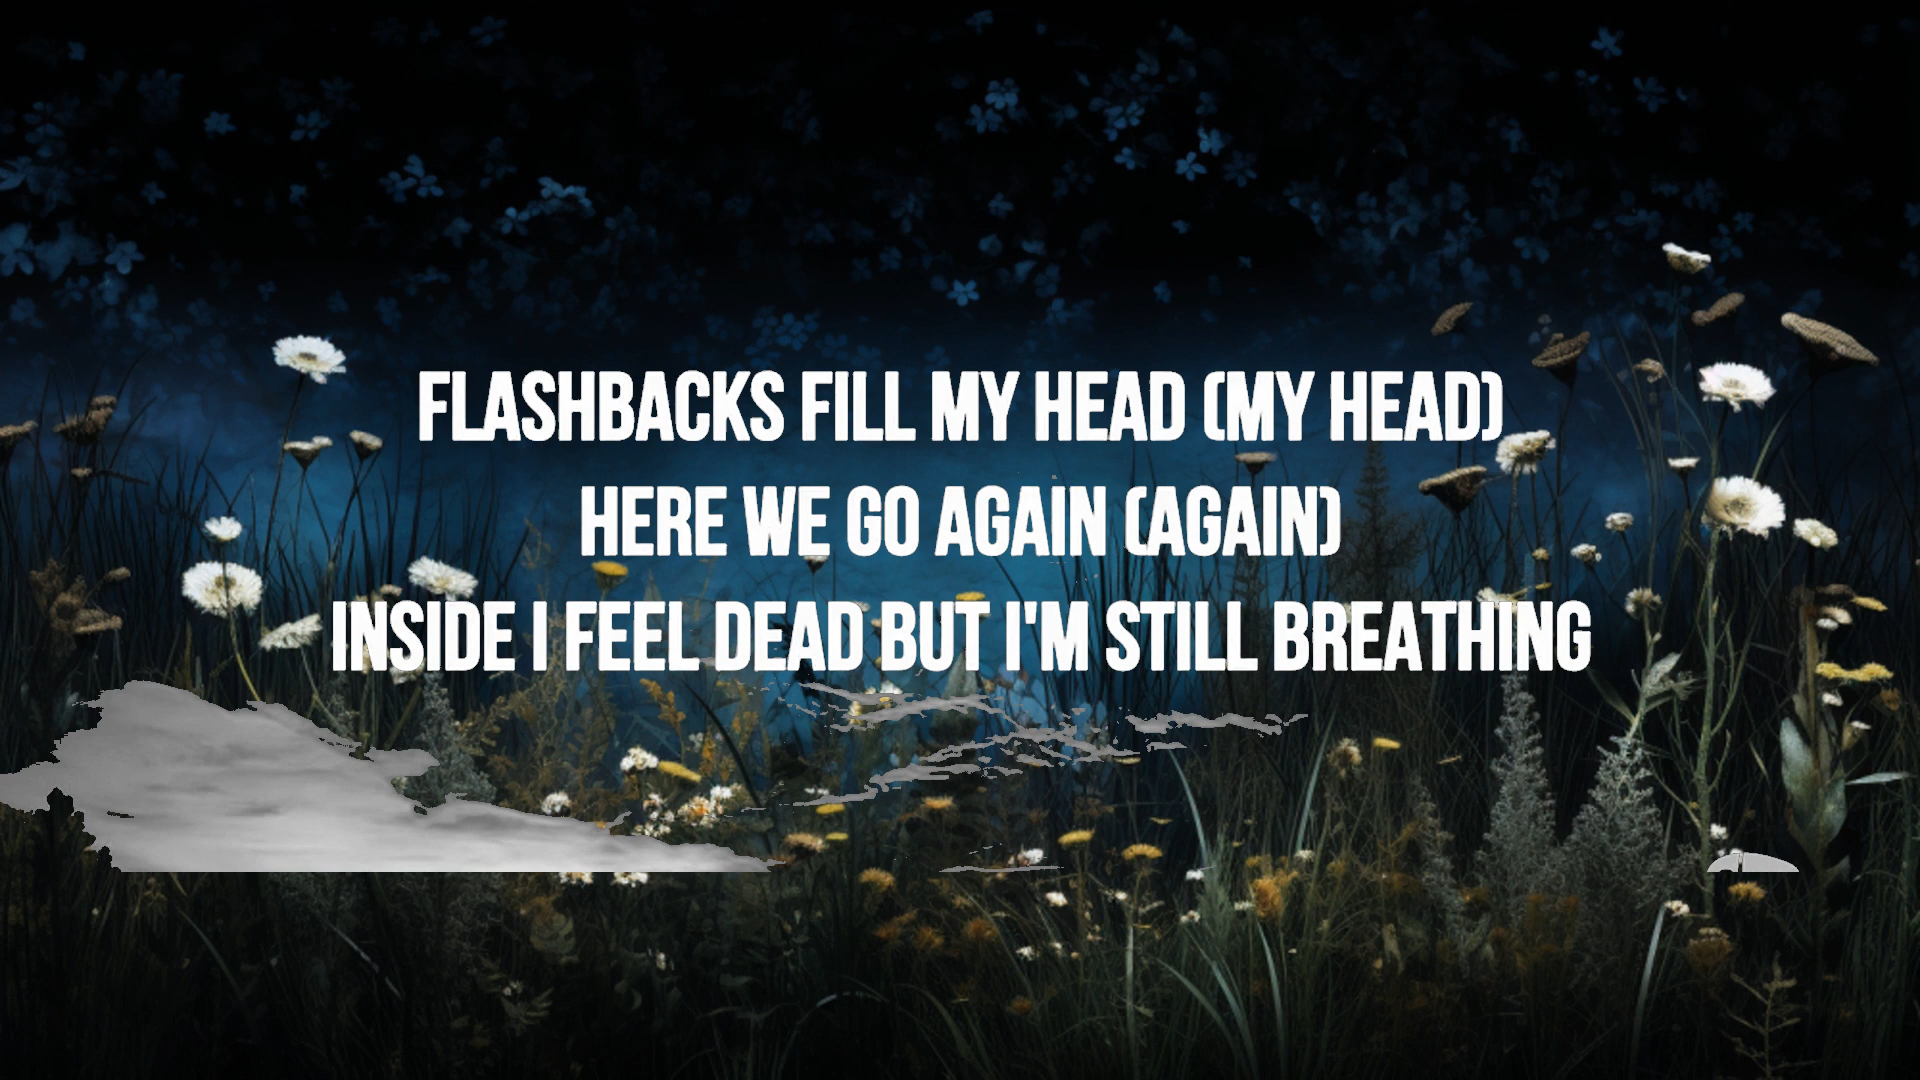 FLASHBACKS FILL MY HEAD (MY HEAD)
HERE WE GO AGAIN (AGAIN)
INSIDE I FEEL DEAD BUT I'M STILL BREATHING